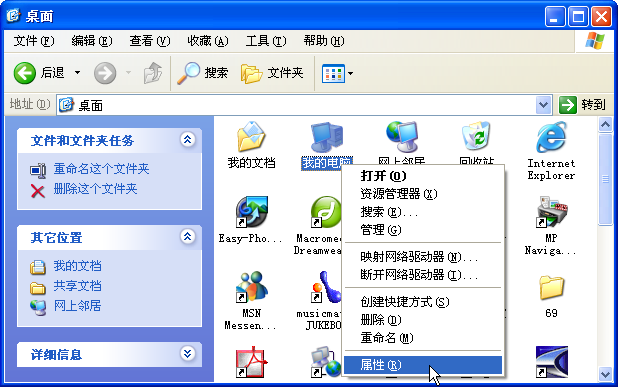 桌面
文件(F) 编辑(E) 查看(V) 收藏(A) 工具(T) 帮助(H)
后退 搜索 文件夹
地址(D) 桌面 转到
文件和文件夹任务
重命名这个文件夹
删除这个文件夹
其它位置
我的文档
共享文档
网上邻居
详细信息
我的文档 我的电脑 网上邻居 回收站 Internet
Explorer
Easy-Pho... Macromed
Dreamweav
MP
Naviga...
MSN
Messen...
musicma
JUKEBO
69
打开(O)
资源管理器(X)
搜索(E)...
管理(G)
映射网络驱动器(N)...
断开网络驱动器(I)...
创建快捷方式(S)
删除(D)
重命名(M)
属性(R)